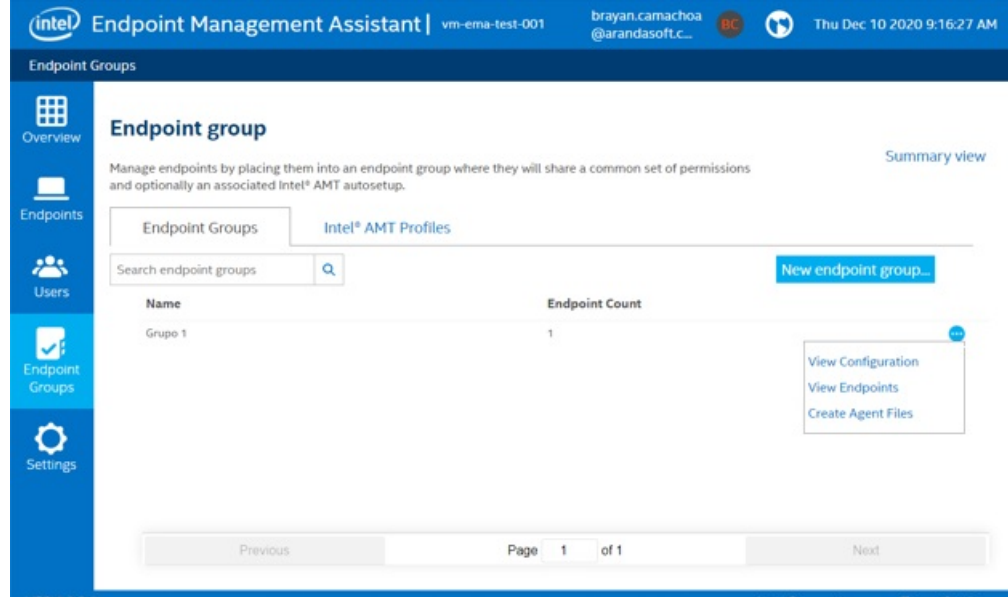 intel Endpoint Management Assistant | vm-ema-test-001 brayan.camachoa @arandasoft.c... BC Thu Dec 10 2020 9:16:27 AM
Endpoint Groups
Overview
Endpoints
Users
Endpoint
Groups
Settings
Endpoint group
Summary view
Manage endpoints by placing them into an endpoint group where they will share a common set of permissions
and optionally an associated Intel® AMT autosetup.
Endpoint Groups Intel® AMT Profiles
Search endpoint groups New endpoint group...
Name Endpoint Count
Grupo 1 1
View Configuration
View Endpoints
Create Agent Files
Previous Page 1 of 1 Next